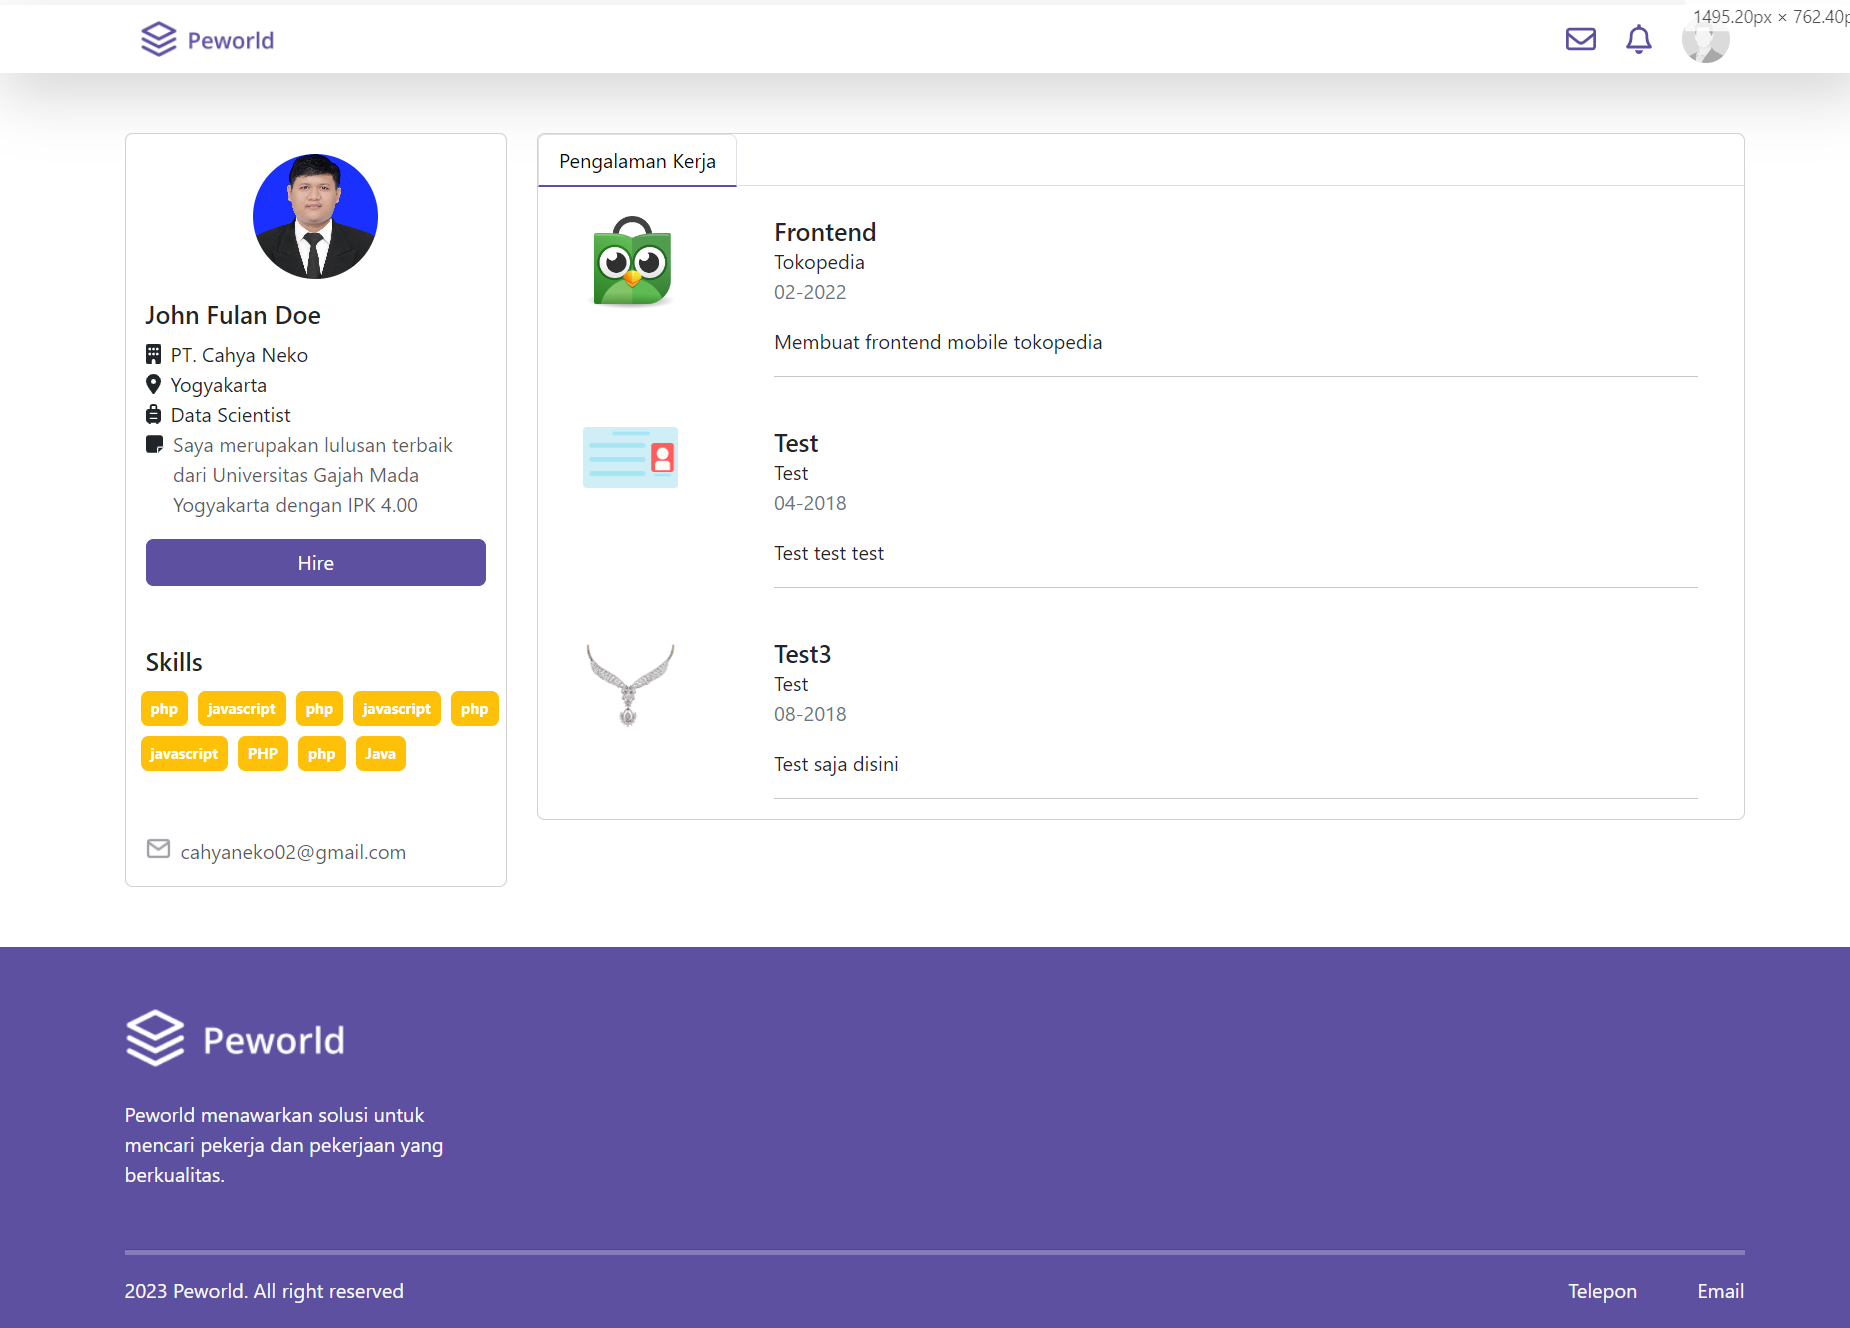 Peworld
1495.20px × 762.40p
John Fulan Doe
PT. Cahya Neko
Yogyakarta
Data Scientist
Saya merupakan lulusan terbaik
dari Universitas Gajah Mada
Yogyakarta dengan IPK 4.00
Hire
Skills
php javascript php javascript php
javascript PHP php Java
cahyaneko02@gmail.com
Pengalaman Kerja
Frontend
Tokopedia
02-2022
Membuat frontend mobile tokopedia
Test
Test
04-2018
Test test test
Test3
Test
08-2018
Test saja disini
Peworld
Peworld menawarkan solusi untuk
mencari pekerja dan pekerjaan yang
berkualitas.
2023 Peworld. All right reserved
Telepon Email